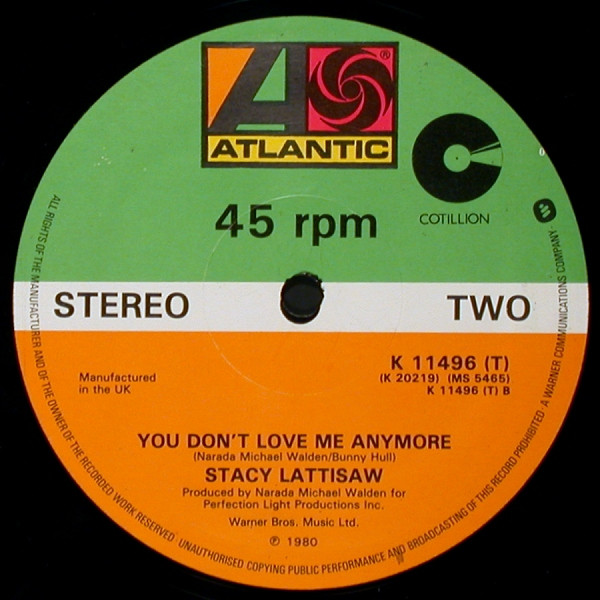 ATLANTIC
®
COTILLION
45 rpm
STEREO
TWO
K 11496 (T)
(K 20219) (MS 5465)
K 11496 (T) B
Manufactured
in the UK
YOU DON'T LOVE ME ANYMORE
(Narada Michael Walden/Bunny Hull)
STACY LATTISAW
Produced by Narada Michael Walden for
Perfection Light Productions Inc.
Warner Bros. Music Ltd.
℗ 1980
ALL RIGHTS OF THE MANUFACTURER AND OF THE OWNER OF THE RECORDED WORK RESERVED · UNAUTHORISED COPYING PUBLIC PERFORMANCE AND BROADCASTING OF THIS RECORD PROHIBITED · A WARNER COMMUNICATIONS COMPANY ·